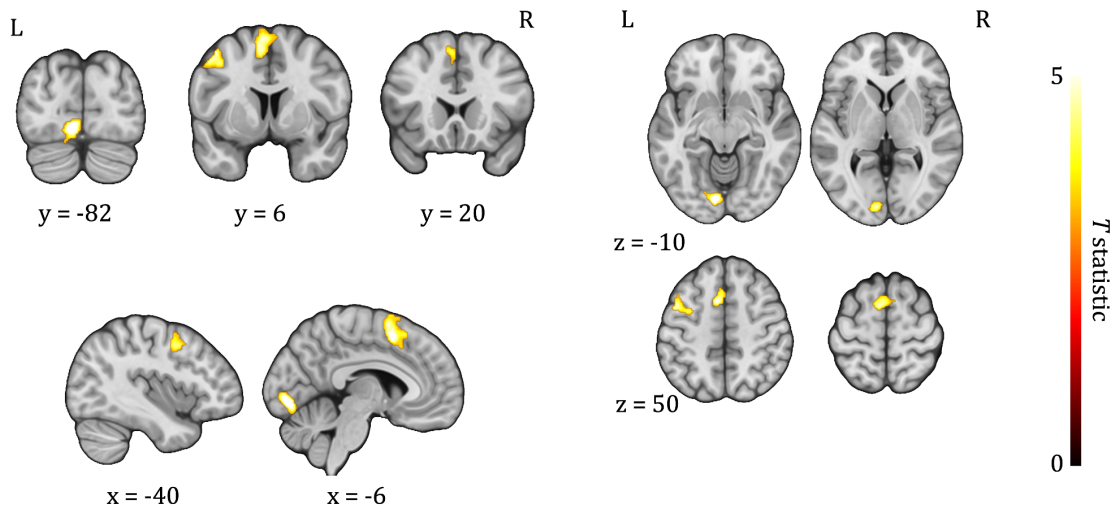 L
R
y = -82
y = 6
y = 20
x = -40
x = -6
L
R
z = -10
z = 50
5
0
T statistic